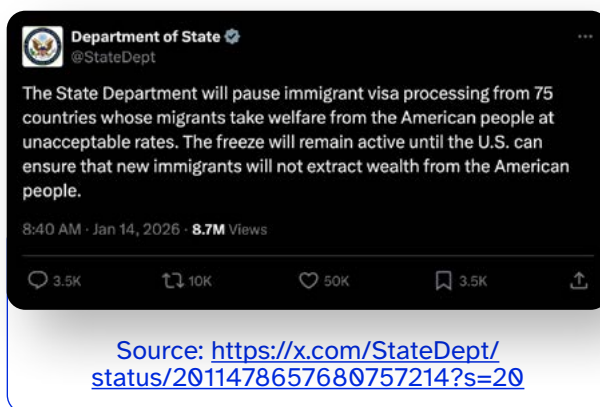 Department of State
@StateDept
The State Department will pause immigrant visa processing from 75
countries whose migrants take welfare from the American people at
unacceptable rates. The freeze will remain active until the U.S. can
ensure that new immigrants will not extract wealth from the American
people.
8:40 AM · Jan 14, 2026 · 8.7M Views
3.5K 10K 50K 3.5K
Source: https://x.com/StateDept/
status/2011478657680757214?s=20